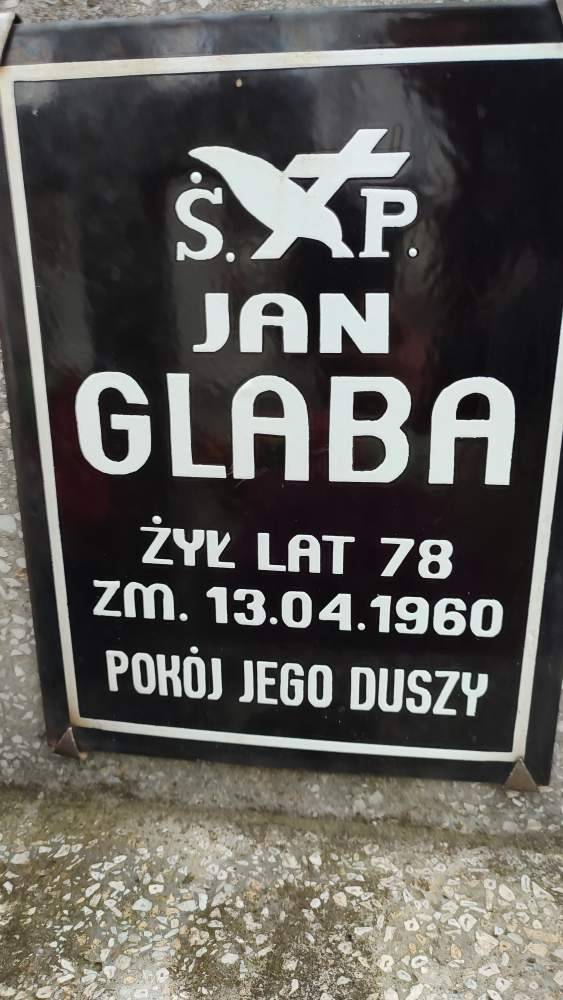 Ś. P.
JAN
GLABA
ŻYŁ LAT 78
ZM. 13.04.1960
POKÓJ JEGO DUSZY